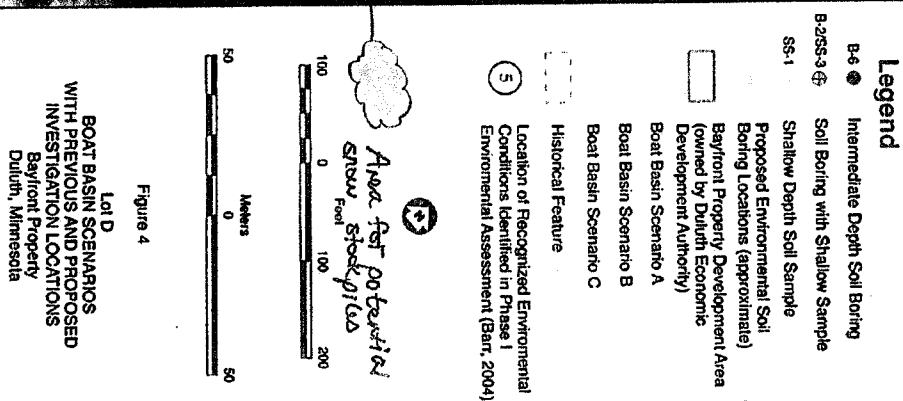 Legend
B-6 Intermediate Depth Soil Boring
B-2/SS-3 Soil Boring with Shallow Sample
SS-1 Shallow Depth Soil Sample
Proposed Environmental Soil
Boring Locations (approximate)
Bayfront Property Development Area
(owned by Duluth Economic
Development Authority)
Boat Basin Scenario A
Boat Basin Scenario B
Boat Basin Scenario C
Historical Feature
5 Location of Recognized Enviromental
Conditions Identified in Phase I
Enviromental Assessment (Barr, 2004)
Area for potential
snow stockpiles
Feet
100 0 100 200
Meters
50 0 50
Figure 4
BOAT BASIN SCENARIOS
Lot D
WITH PREVIOUS AND PROPOSED
INVESTIGATION LOCATIONS
Bayfront Property
Duluth, Minnesota